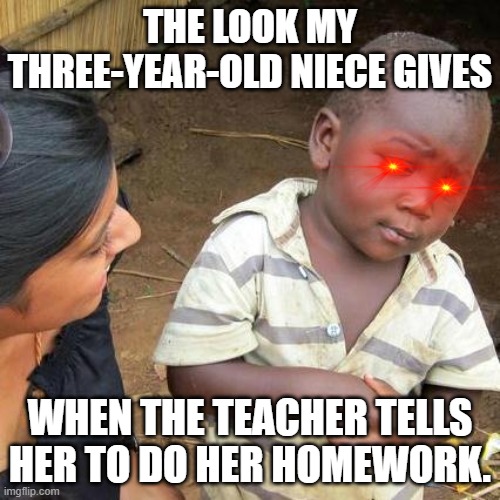 THE LOOK MY
THREE-YEAR-OLD NIECE GIVES
WHEN THE TEACHER TELLS
HER TO DO HER HOMEWORK.
imgflip.com